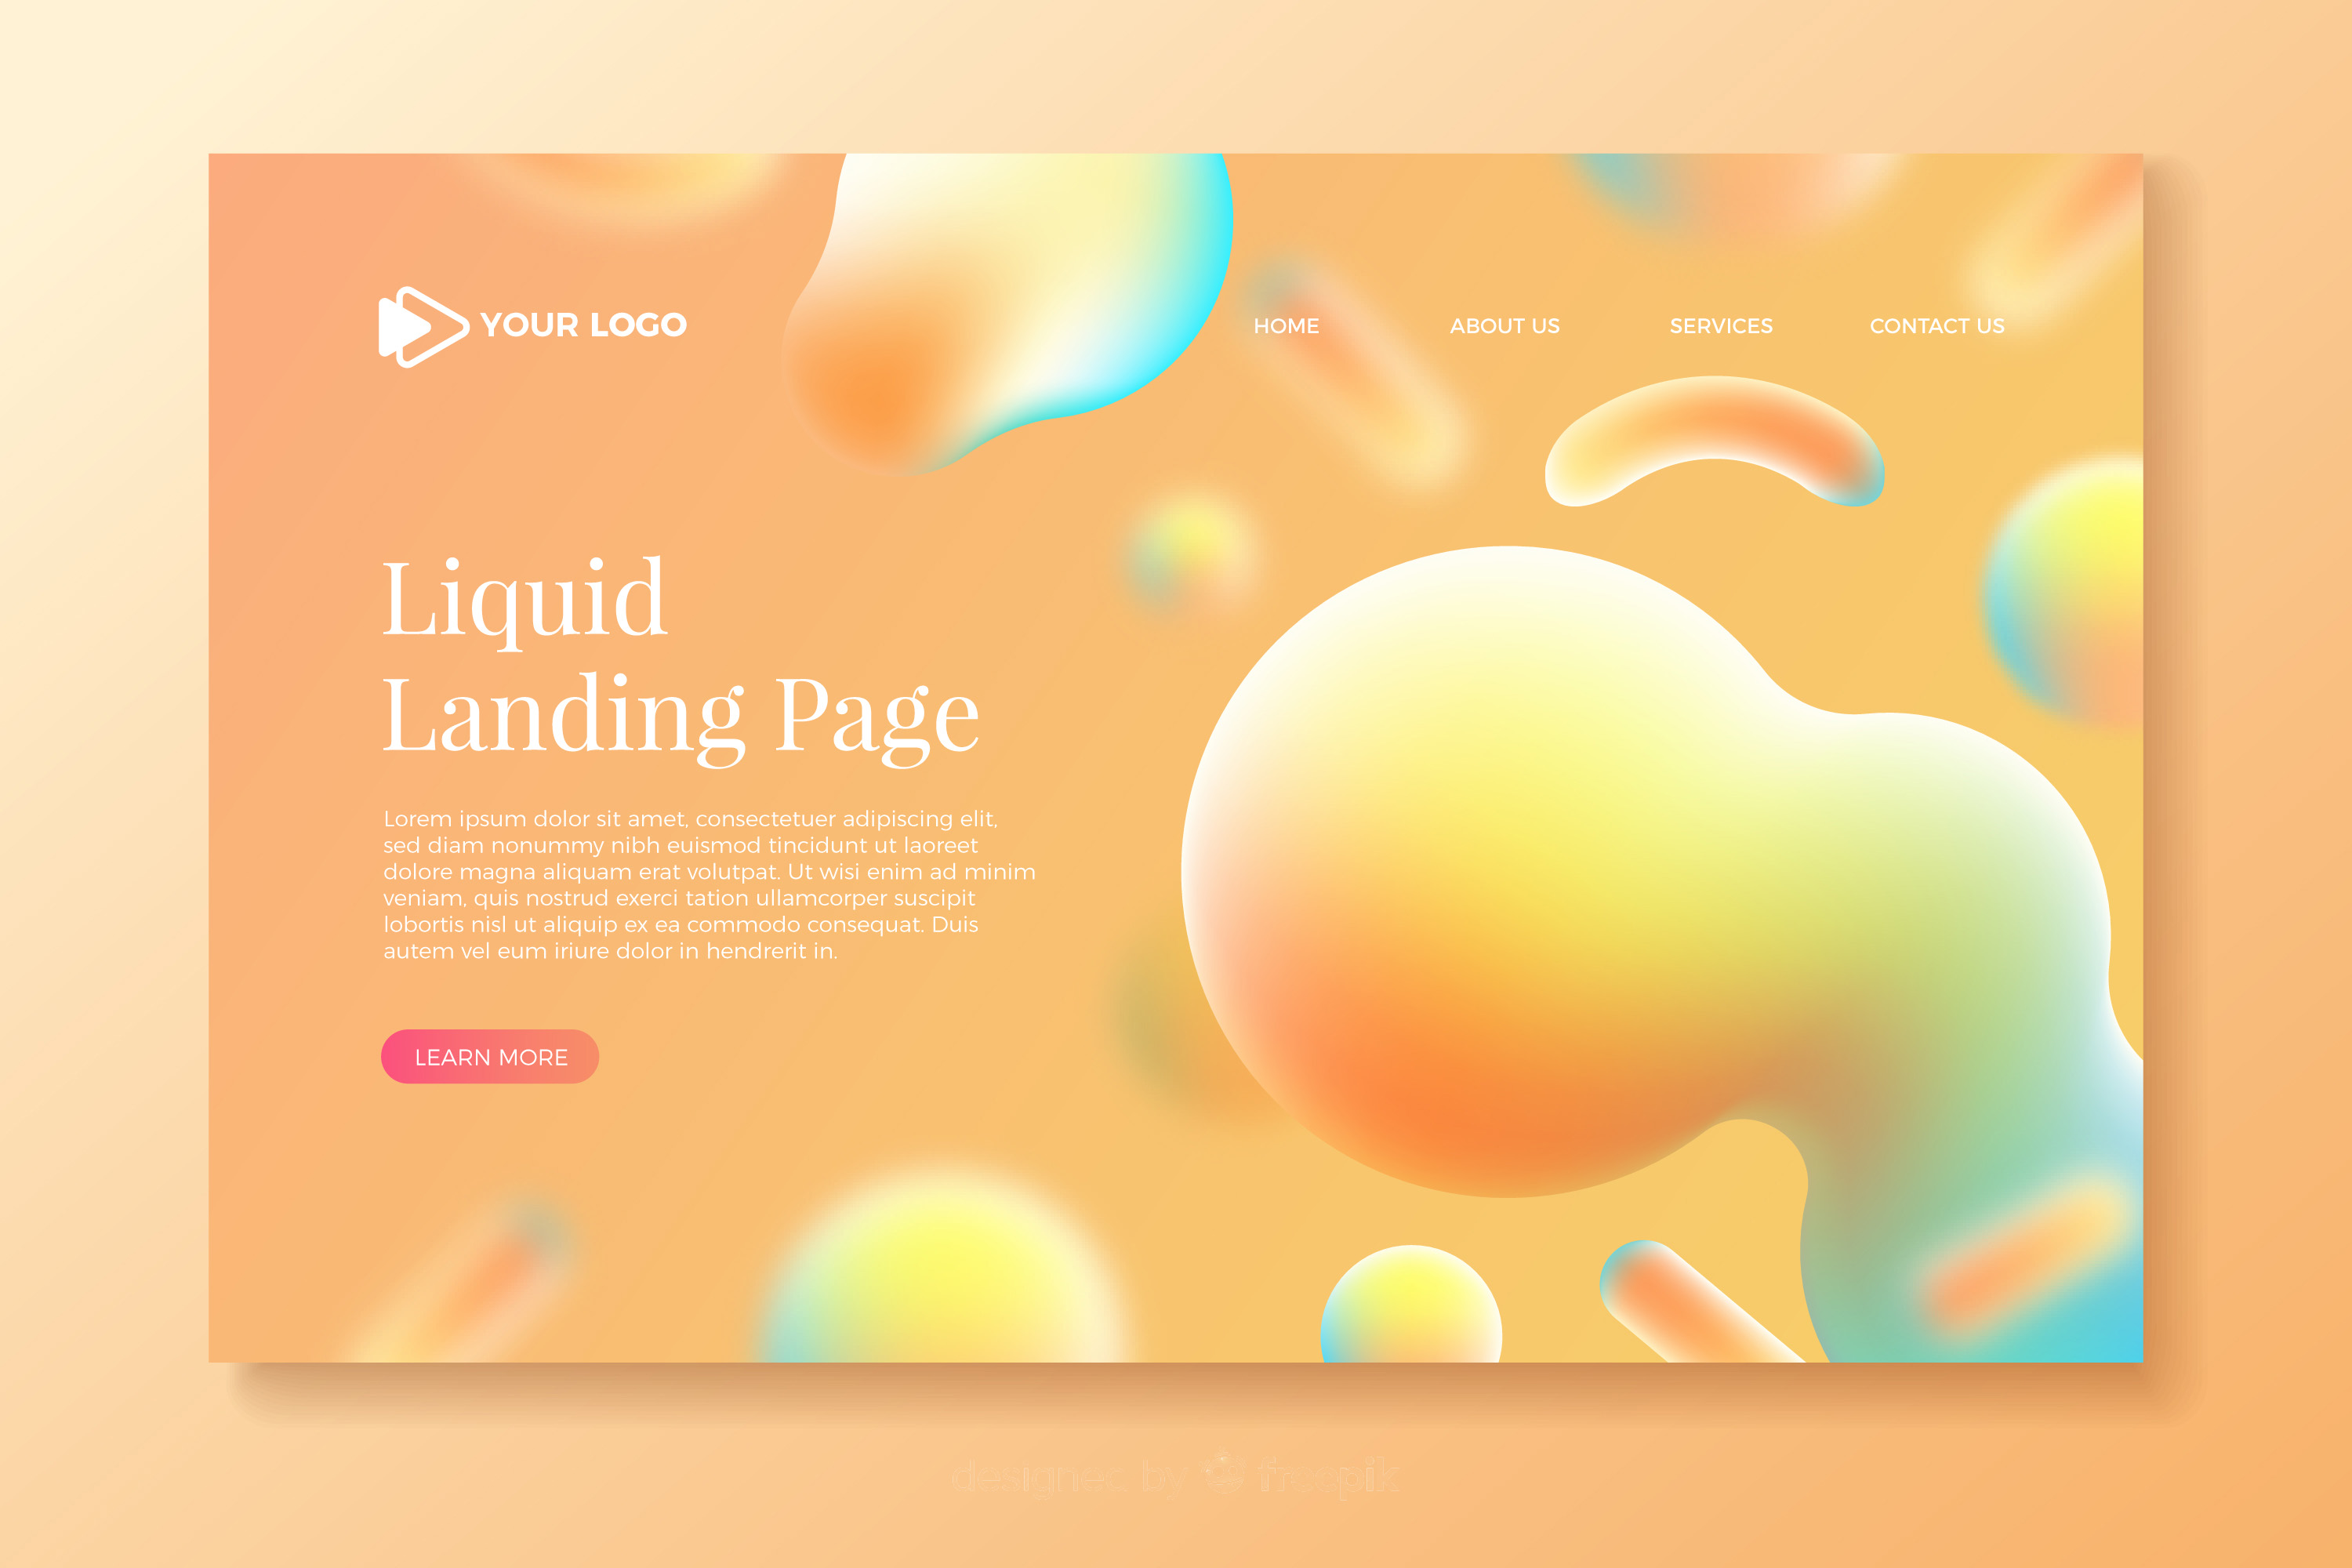 YOUR LOGO
HOME ABOUT US SERVICES CONTACT US
Liquid
Landing Page
Lorem ipsum dolor sit amet, consectetuer adipiscing elit,
sed diam nonummy nibh euismod tincidunt ut laoreet
dolore magna aliquam erat volutpat. Ut wisi enim ad minim
veniam, quis nostrud exerci tation ullamcorper suscipit
lobortis nisl ut aliquip ex ea commodo consequat. Duis
autem vel eum iriure dolor in hendrerit in.
LEARN MORE
designed by freepik